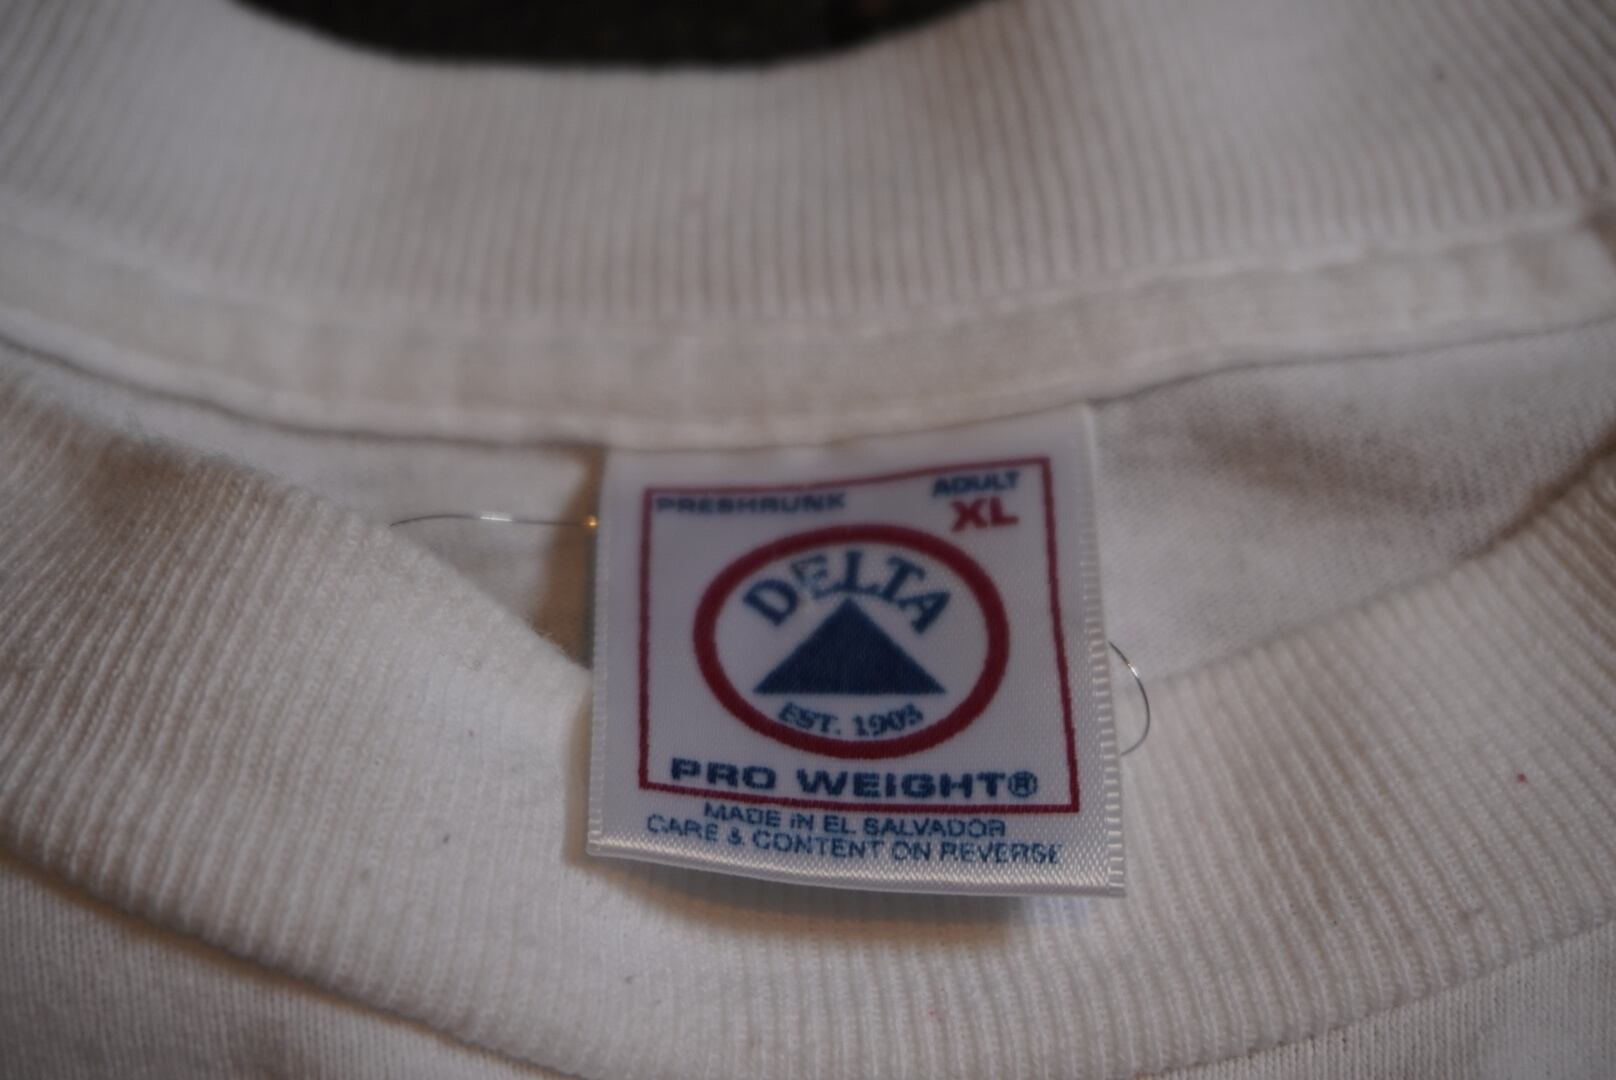 PRESHRUNK
ADULT
XL
DELTA
EST. 1903
PRO WEIGHT®
MADE IN EL SALVADOR
CARE & CONTENT ON REVERSE